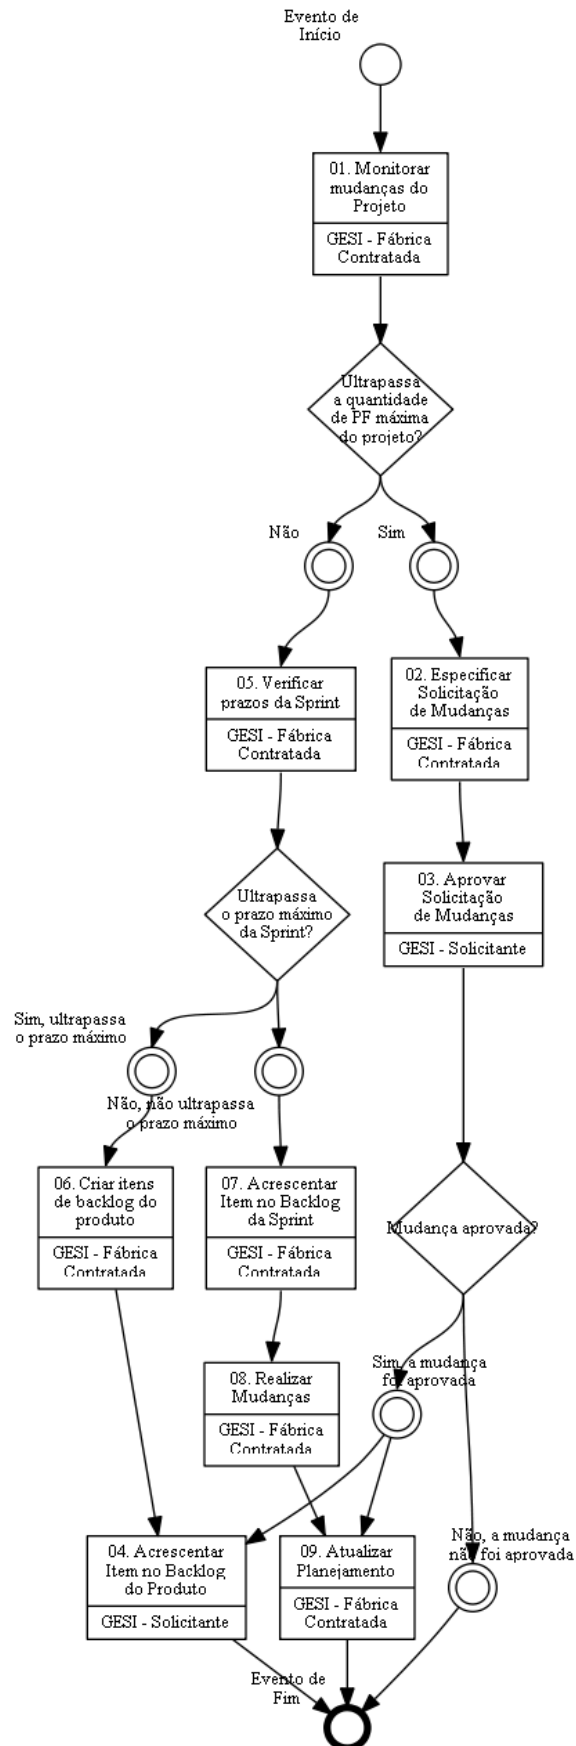 Evento de
Início
01. Monitorar
mudanças do
Projeto
GESI - Fábrica
Contratada
Ultrapassa
a quantidade
de PF máxima
do projeto?
Não
Sim
05. Verificar
prazos da Sprint
GESI - Fábrica
Contratada
02. Especificar
Solicitação
de Mudanças
GESI - Fábrica
Contratada
Ultrapassa
o prazo máximo
da Sprint?
03. Aprovar
Solicitação
de Mudanças
GESI - Solicitante
Sim, ultrapassa
o prazo máximo
Não, não ultrapassa
o prazo máximo
06. Criar itens
de backlog do
produto
GESI - Fábrica
Contratada
07. Acrescentar
Item no Backlog
da Sprint
GESI - Fábrica
Contratada
Mudança aprovada?
08. Realizar
Mudanças
GESI - Fábrica
Contratada
Sim, a mudança
foi aprovada
04. Acrescentar
Item no Backlog
do Produto
GESI - Solicitante
09. Atualizar
Planejamento
GESI - Fábrica
Contratada
Não, a mudança
não foi aprovada
Evento de
Fim